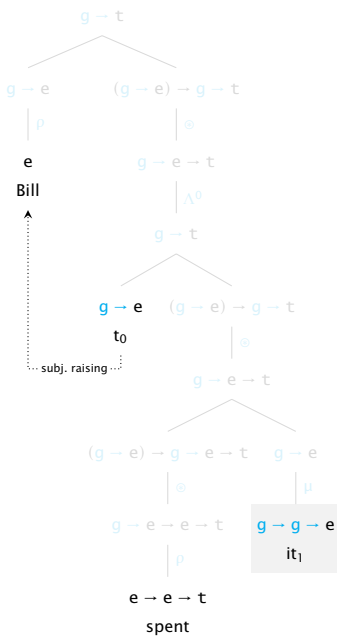 g → t
g → e (g → e) → g → t
ρ ⊛
e g → e → t
Bill
Λ⁰
g → t
g → e (g → e) → g → t
t₀
⊛
subj. raising
g → e → t
(g → e) → g → e → t g → e
⊛ μ
g → e → e → t g → g → e
it₁
ρ
e → e → t
spent